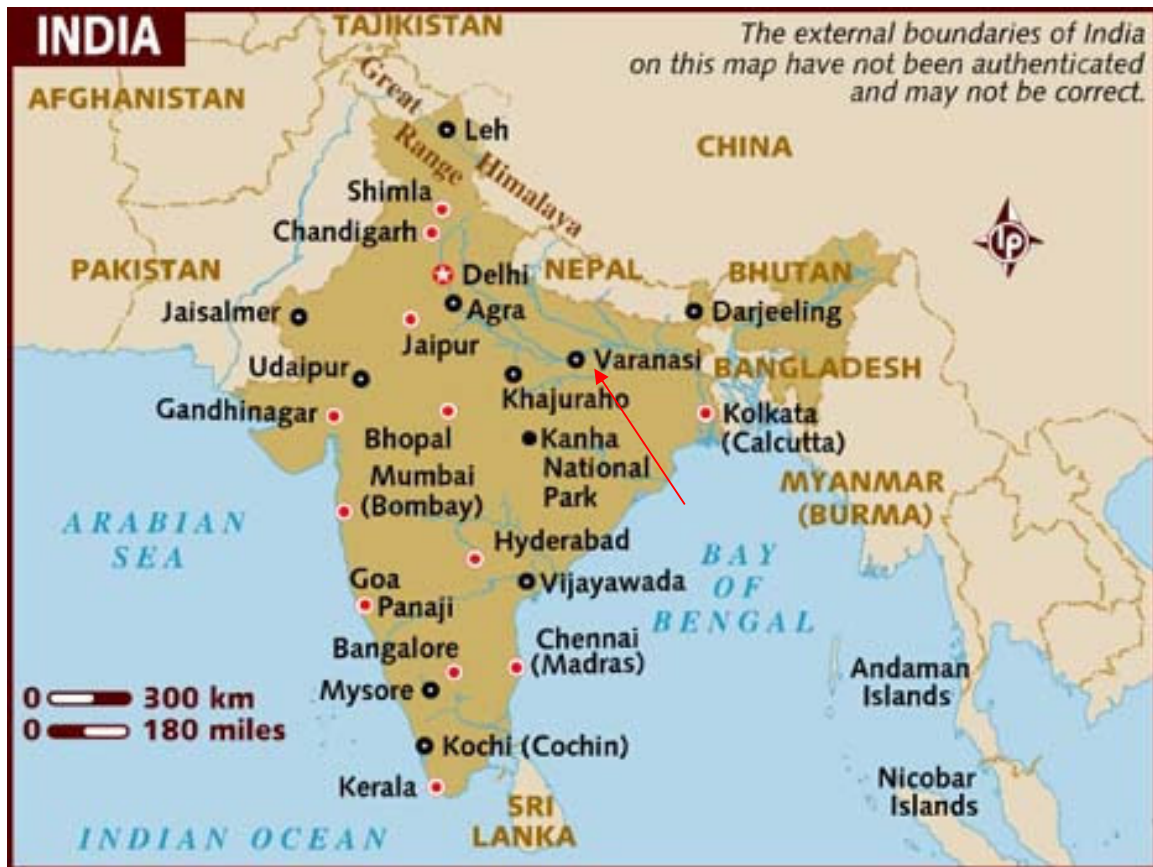 INDIA
TAJIKISTAN
The external boundaries of India
on this map have not been authenticated
and may not be correct.
AFGHANISTAN
Great
Range
Himalaya
Leh
CHINA
Shimla
Chandigarh
lp
PAKISTAN
Delhi
NEPAL
BHUTAN
Jaisalmer
Agra
Darjeeling
Jaipur
Udaipur
Varanasi
BANGLADESH
Khajuraho
Gandhinagar
Kolkata
(Calcutta)
Bhopal
Kanha
National
Park
Mumbai
(Bombay)
MYANMAR
(BURMA)
ARABIAN
SEA
Hyderabad
BAY
OF
BENGAL
Goa
Vijayawada
Panaji
Bangalore
Chennai
(Madras)
Andaman
Islands
0 300 km
0 180 miles
Mysore
Kochi (Cochin)
Kerala
Nicobar
Islands
SRI
LANKA
INDIAN OCEAN